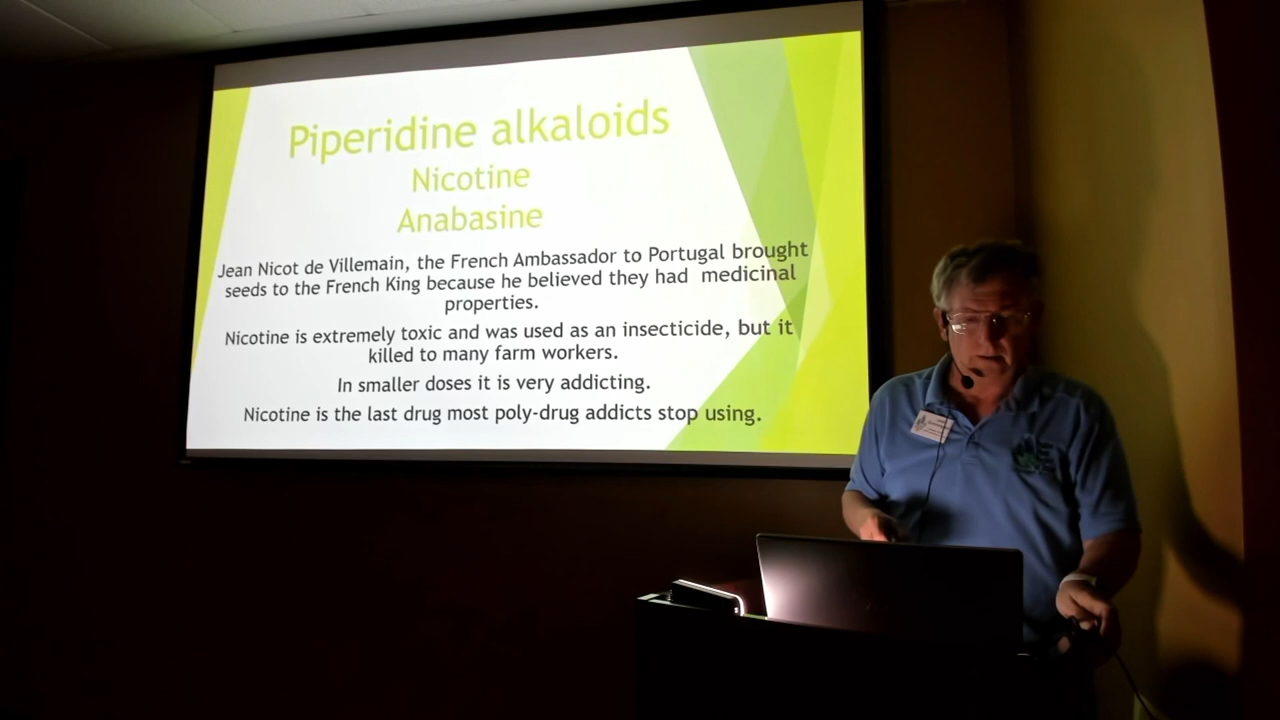 Piperidine alkaloids
Nicotine
Anabasine
Jean Nicot de Villemain, the French Ambassador to Portugal brought
seeds to the French King because he believed they had medicinal
properties.
Nicotine is extremely toxic and was used as an insecticide, but it
killed to many farm workers.
In smaller doses it is very addicting.
Nicotine is the last drug most poly-drug addicts stop using.